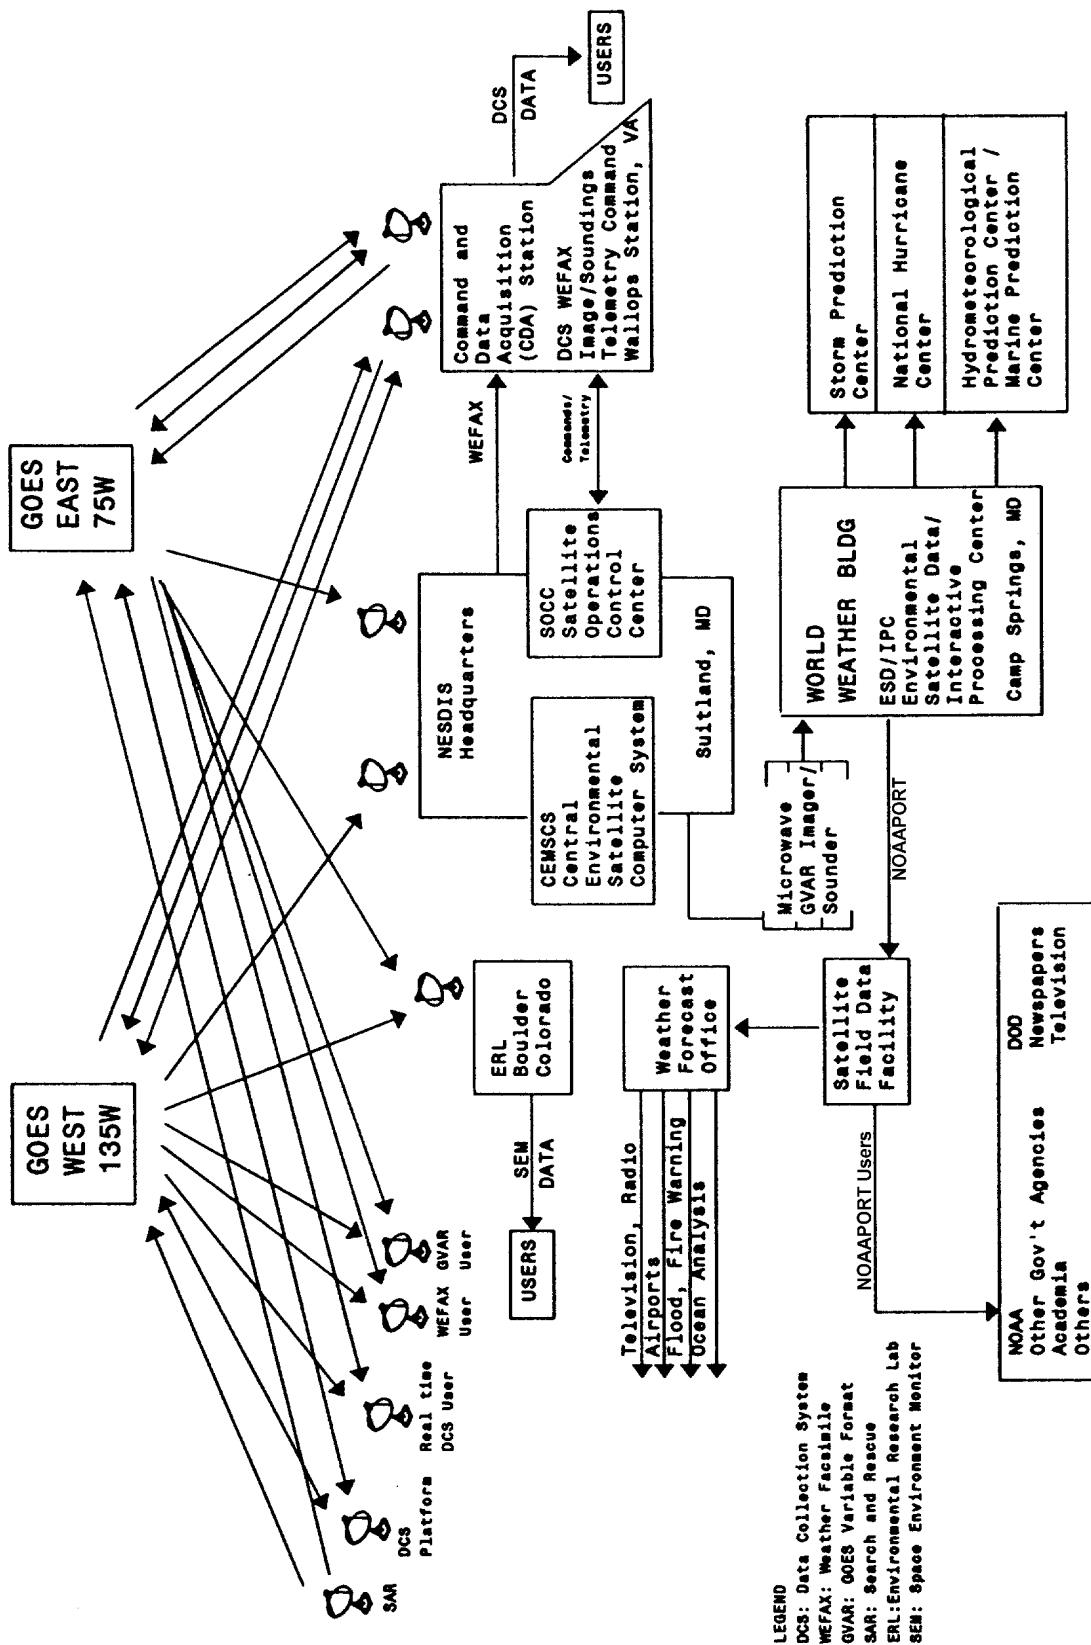 GOES
WEST
135W
GOES
EAST
75W
SAR
DCS
Platform
Real time
DCS User
WEFAX
User
GVAR
User
ERL
Boulder
Colorado
SEM
DATA
USERS
NESDIS
Headquarters
CEMSCS
Central
Environmental
Satellite
Computer System
SOCC
Satellite
Operations
Control
Center
Suitland, MD
WEFAX
Commands/
Telemetry
Command and
Data
Acquisition
(CDA) Station
DCS WEFAX
Image/Soundings
Telemetry Command
Wallops Station, VA
DCS
DATA
USERS
Television, Radio
Airports
Flood, Fire Warning
Ocean Analysis
Weather
Forecast
Office
Microwave
GVAR Imager/
Sounder
WORLD
WEATHER BLDG
ESD/IPC
Environmental
Satellite Data/
Interactive
Processing Center
Camp Springs, MD
Storm Prediction
Center
National Hurricane
Center
Hydrometeorological
Prediction Center /
Marine Prediction
Center
NOAAPORT
Satellite
Field Data
Facility
NOAAPORT Users
NOAA
Other Gov't Agencies
Academia
Others
DOD
Newspapers
Television
LEGEND
DCS: Data Collection System
WEFAX: Weather Facsimile
GVAR: GOES Variable Format
SAR: Search and Rescue
ERL:Environmental Research Lab
SEM: Space Environment Monitor